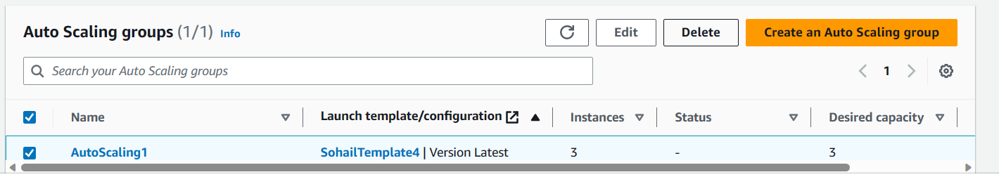 Auto Scaling groups (1/1) Info Edit Delete Create an Auto Scaling group
Search your Auto Scaling groups 1
Name Launch template/configuration Instances Status Desired capacity
AutoScaling1 SohailTemplate4 | Version Latest 3 - 3